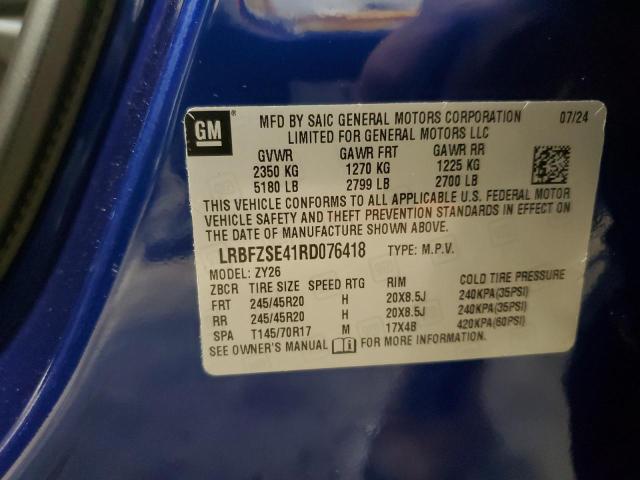 GM
MFD BY SAIC GENERAL MOTORS CORPORATION 07/24
LIMITED FOR GENERAL MOTORS LLC
GVWR GAWR FRT GAWR RR
2350 KG 1270 KG 1225 KG
5180 LB 2799 LB 2700 LB
THIS VEHICLE CONFORMS TO ALL APPLICABLE U.S. FEDERAL MOTOR
VEHICLE SAFETY AND THEFT PREVENTION STANDARDS IN EFFECT ON
THE DATE OF MANUFACTURE SHOWN ABOVE.
LRBFZSE41RD076418 TYPE: M.P.V.
MODEL: ZY26
ZBCR TIRE SIZE SPEED RTG RIM COLD TIRE PRESSURE
FRT 245/45R20 H 20X8.5J 240KPA(35PSI)
RR 245/45R20 H 20X8.5J 240KPA(35PSI)
SPA T145/70R17 M 17X4B 420KPA(60PSI)
SEE OWNER'S MANUAL FOR MORE INFORMATION.